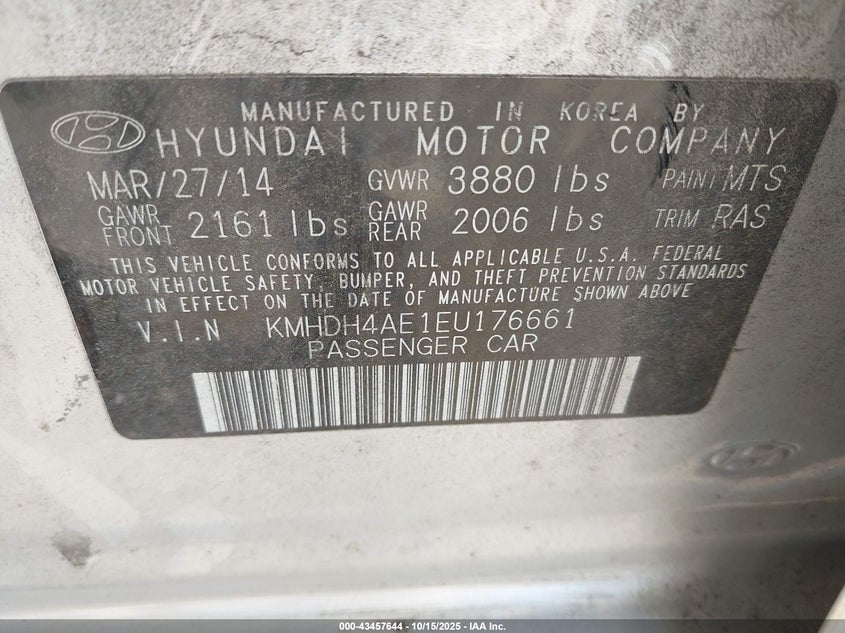 MANUFACTURED IN KOREA BY
HYUNDAI MOTOR COMPANY
MAR/27/14 GVWR 3880 lbs PAINT MTS
GAWR FRONT 2161 lbs GAWR REAR 2006 lbs TRIM RAS
THIS VEHICLE CONFORMS TO ALL APPLICABLE U.S.A. FEDERAL
MOTOR VEHICLE SAFETY, BUMPER, AND THEFT PREVENTION STANDARDS
IN EFFECT ON THE DATE OF MANUFACTURE SHOWN ABOVE
V.I.N KMHDH4AE1EU176661
PASSENGER CAR
000-43457644 - 10/15/2025 - IAA Inc.